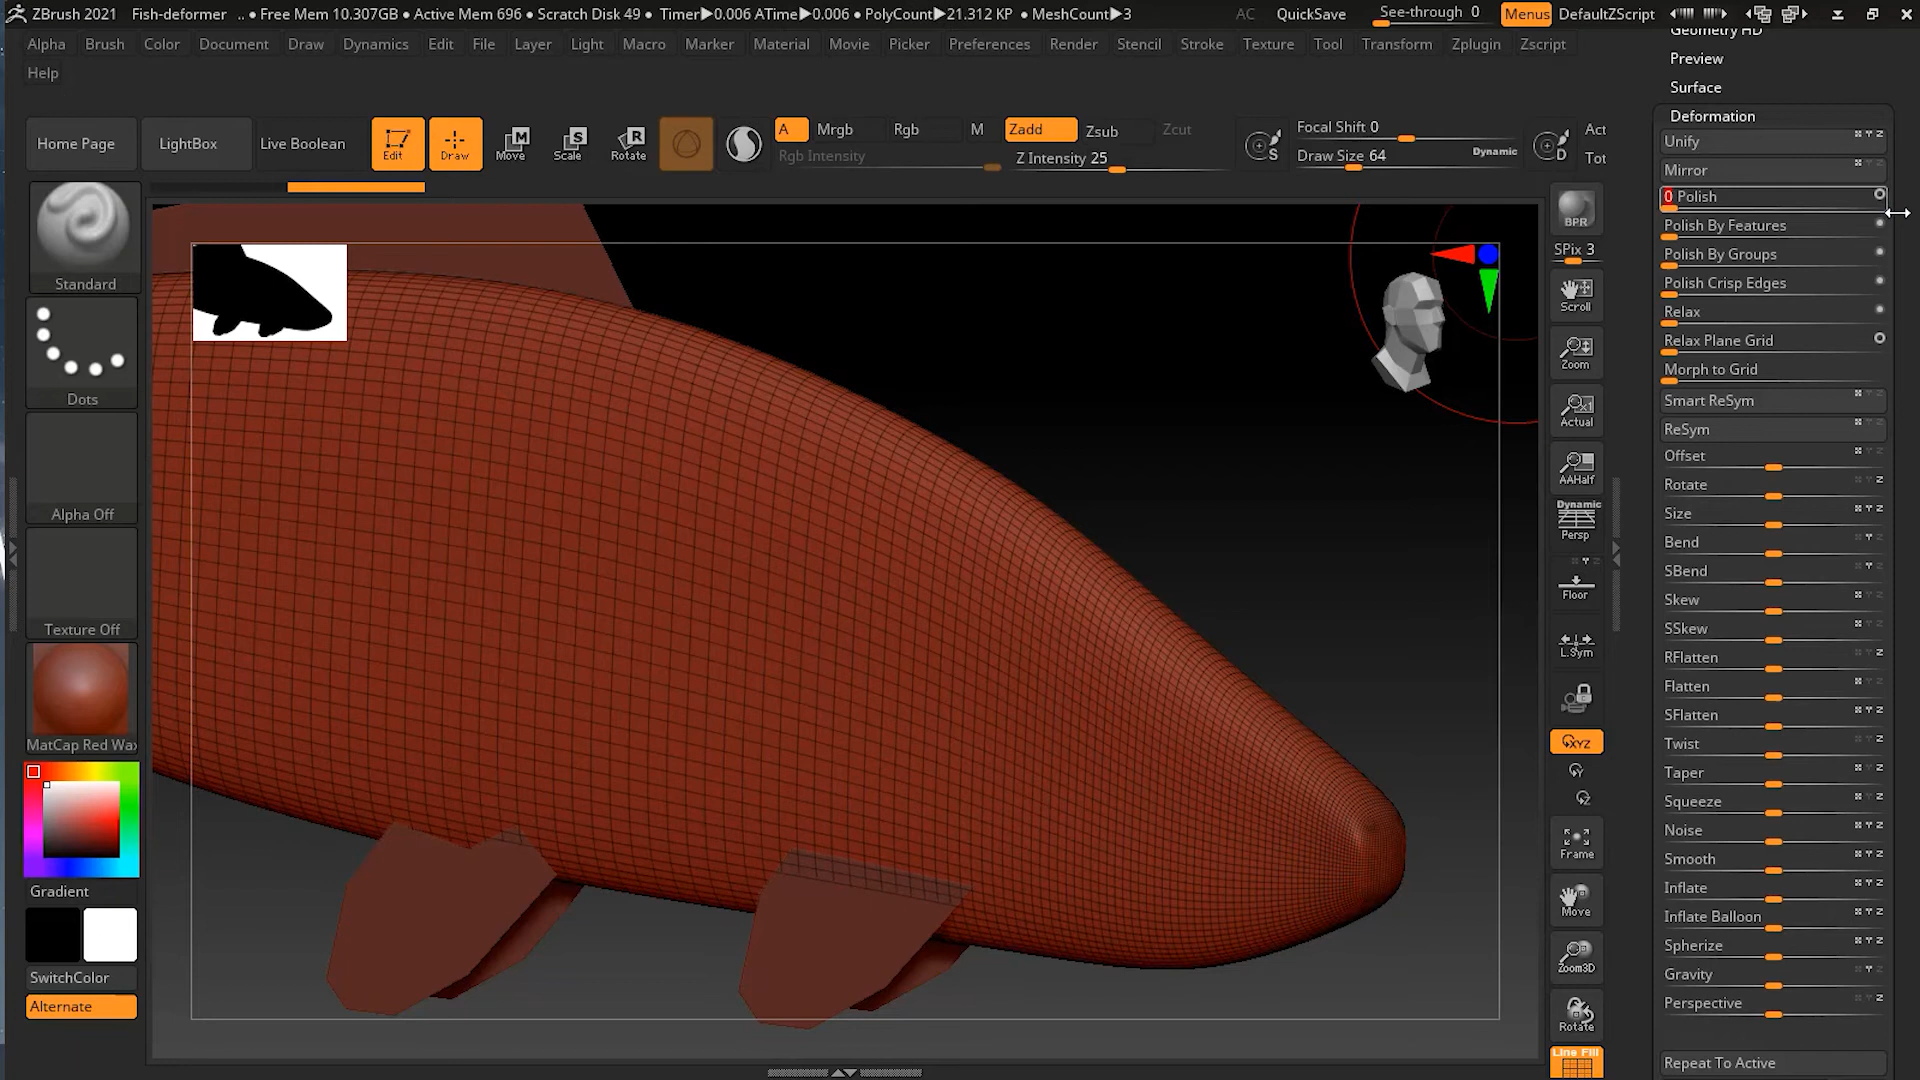 ZBrush 2021 Fish-deformer .. • Free Mem 10.307GB • Active Mem 696 • Scratch Disk 49 • Timer▶0.006 ATime▶0.006 • PolyCount▶21.312 KP • MeshCount▶3 AC QuickSave See-through 0 Menus DefaultZScript
Alpha Brush Color Document Draw Dynamics Edit File Layer Light Macro Marker Material Movie Picker Preferences Render Stencil Stroke Texture Tool Transform Zplugin Zscript
Help
Home Page LightBox Live Boolean Edit Draw Move Scale Rotate
M S R
A Mrgb Rgb M Zadd Zsub Zcut
Rgb Intensity Z Intensity 25
S Focal Shift 0
Draw Size 64 Dynamic
D Act
Tot
Standard
Dots
Alpha Off
Texture Off
MatCap Red Wax
Gradient
SwitchColor
Alternate
BPR
SPix 3
Scroll
Zoom
Actual
AAHalf
Dynamic
Persp
Floor
L.Sym
XYZ
Y
Z
Frame
Move
Zoom3D
Rotate
Line Fill
Geometry HD
Preview
Surface
Deformation
Unify
Mirror
0 Polish
Polish By Features
Polish By Groups
Polish Crisp Edges
Relax
Relax Plane Grid
Morph to Grid
Smart ReSym
ReSym
Offset
Rotate
Size
Bend
SBend
Skew
SSkew
RFlatten
Flatten
SFlatten
Twist
Taper
Squeeze
Noise
Smooth
Inflate
Inflate Balloon
Spherize
Gravity
Perspective
Repeat To Active